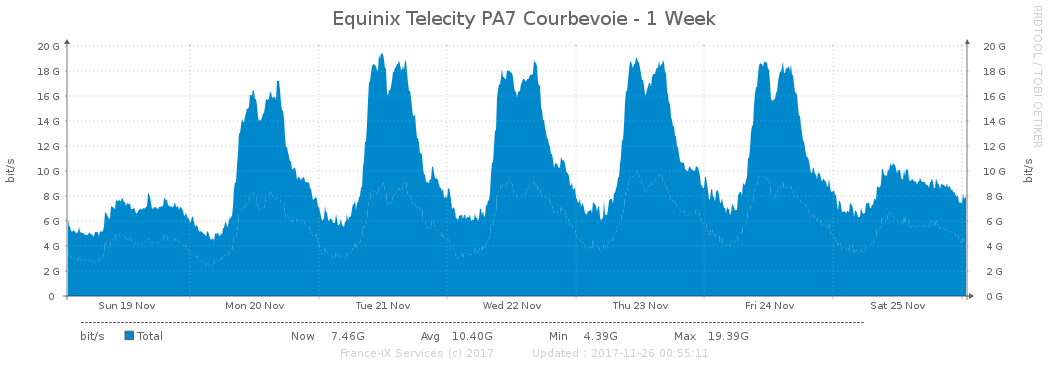 Equinix Telecity PA7 Courbevoie - 1 Week
RRDTOOL / TOBI OETIKER
20 G 20 G
18 G 18 G
16 G 16 G
14 G 14 G
12 G 12 G
10 G 10 G
8 G 8 G
6 G 6 G
4 G 4 G
2 G 2 G
0 0 G
bit/s bit/s
Sun 19 Nov Mon 20 Nov Tue 21 Nov Wed 22 Nov Thu 23 Nov Fri 24 Nov Sat 25 Nov
bit/s Total Now 7.46G Avg 10.40G Min 4.39G Max 19.39G
France-IX Services (c) 2017 Updated : 2017-11-26 00:55:11